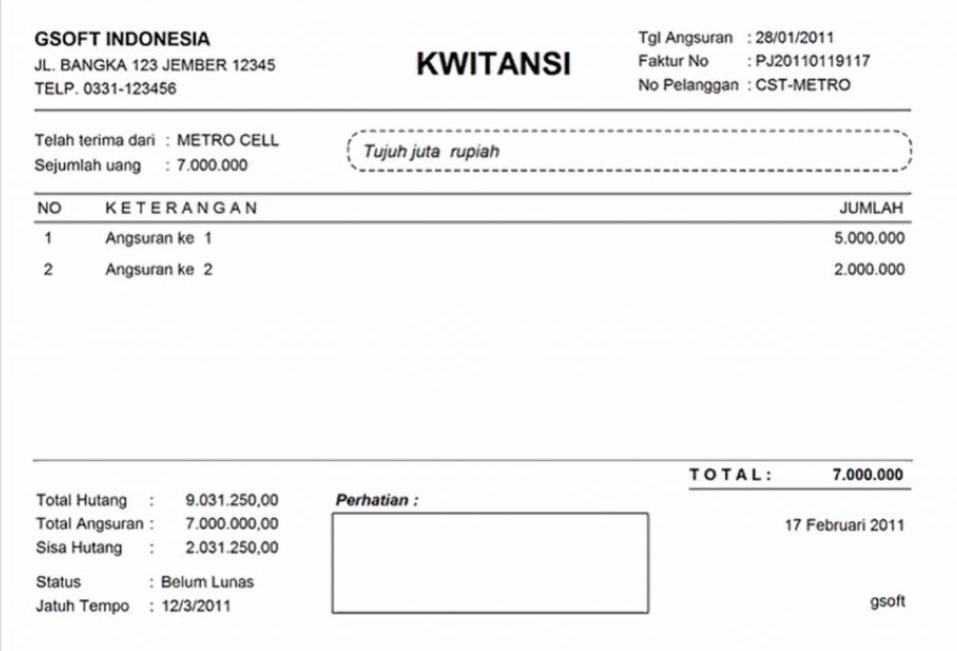 GSOFT INDONESIA
JL. BANGKA 123 JEMBER 12345
TELP. 0331-123456
KWITANSI
Tgl Angsuran : 28/01/2011
Faktur No : PJ20110119117
No Pelanggan : CST-METRO
Telah terima dari : METRO CELL
Sejumlah uang : 7.000.000
Tujuh juta rupiah
NO KETERANGAN JUMLAH
1 Angsuran ke 1 5.000.000
2 Angsuran ke 2 2.000.000
TOTAL: 7.000.000
Total Hutang : 9.031.250,00
Total Angsuran : 7.000.000,00
Sisa Hutang : 2.031.250,00
Status : Belum Lunas
Jatuh Tempo : 12/3/2011
Perhatian :
17 Februari 2011
gsoft